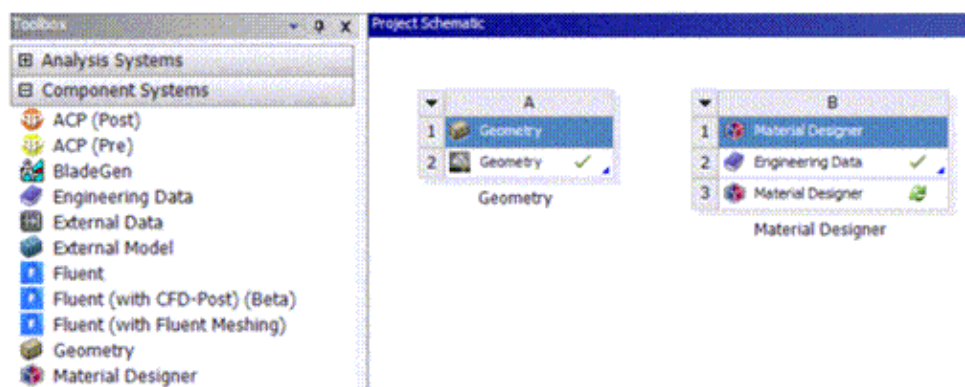 Toolbox
Project Schematic
Analysis Systems
Component Systems
ACP (Post)
ACP (Pre)
BladeGen
Engineering Data
External Data
External Model
Fluent
Fluent (with CFD-Post) (Beta)
Fluent (with Fluent Meshing)
Geometry
Material Designer
A
1 Geometry
2 Geometry
Geometry
B
1 Material Designer
2 Engineering Data
3 Material Designer
Material Designer